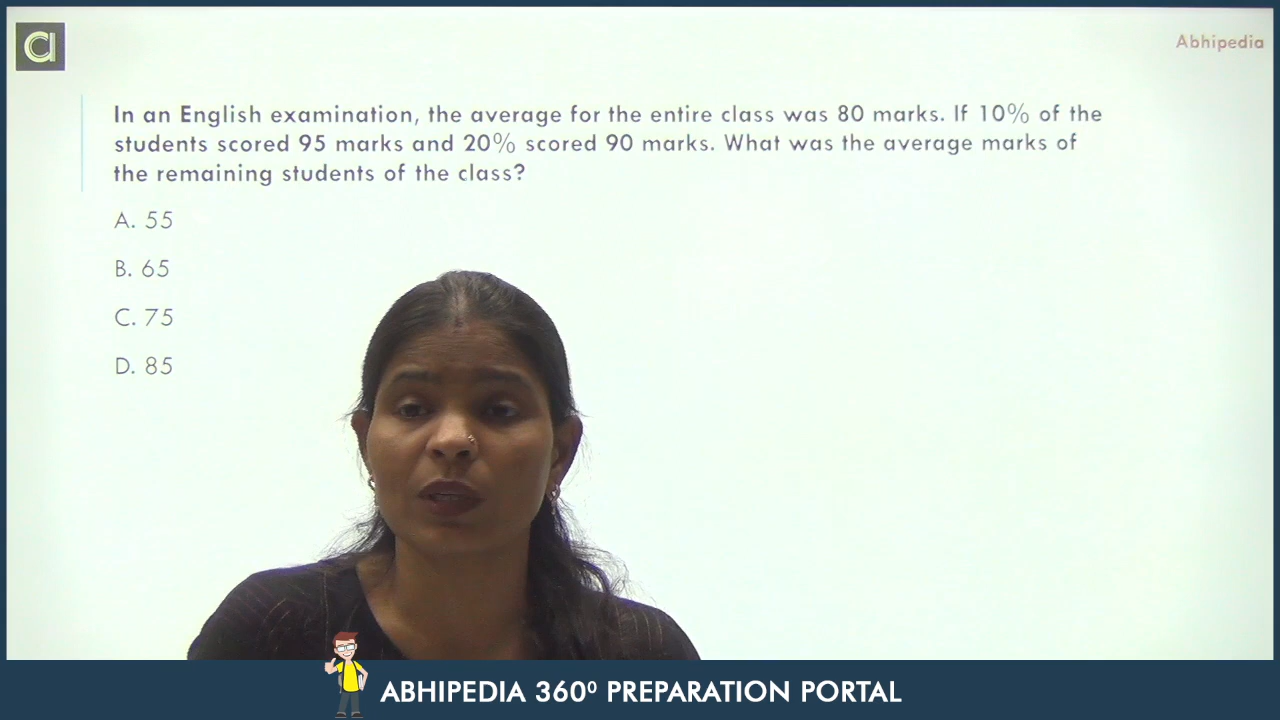 CI
Abhipedia
In an English examination, the average for the entire class was 80 marks. If 10% of the
students scored 95 marks and 20% scored 90 marks. What was the average marks of
the remaining students of the class?
A. 55
B. 65
C. 75
D. 85
ABHIPEDIA 360⁰ PREPARATION PORTAL